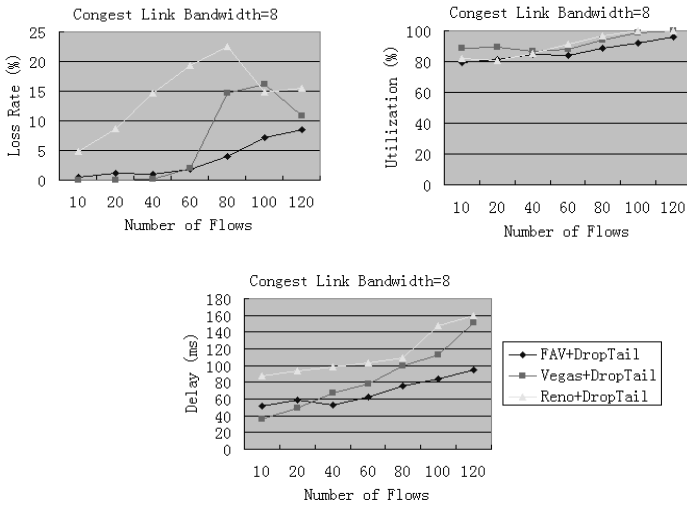 Congest Link Bandwidth=8
Loss Rate (%)
25
20
15
10
5
0
10 20 40 60 80 100 120
Number of Flows
Congest Link Bandwidth=8
Utilization (%)
100
80
60
40
20
0
10 20 40 60 80 100 120
Number of Flows
Congest Link Bandwidth=8
Delay (ms)
180
160
140
120
100
80
60
40
20
0
10 20 40 60 80 100 120
Number of Flows
FAV+DropTail
Vegas+DropTail
Reno+DropTail